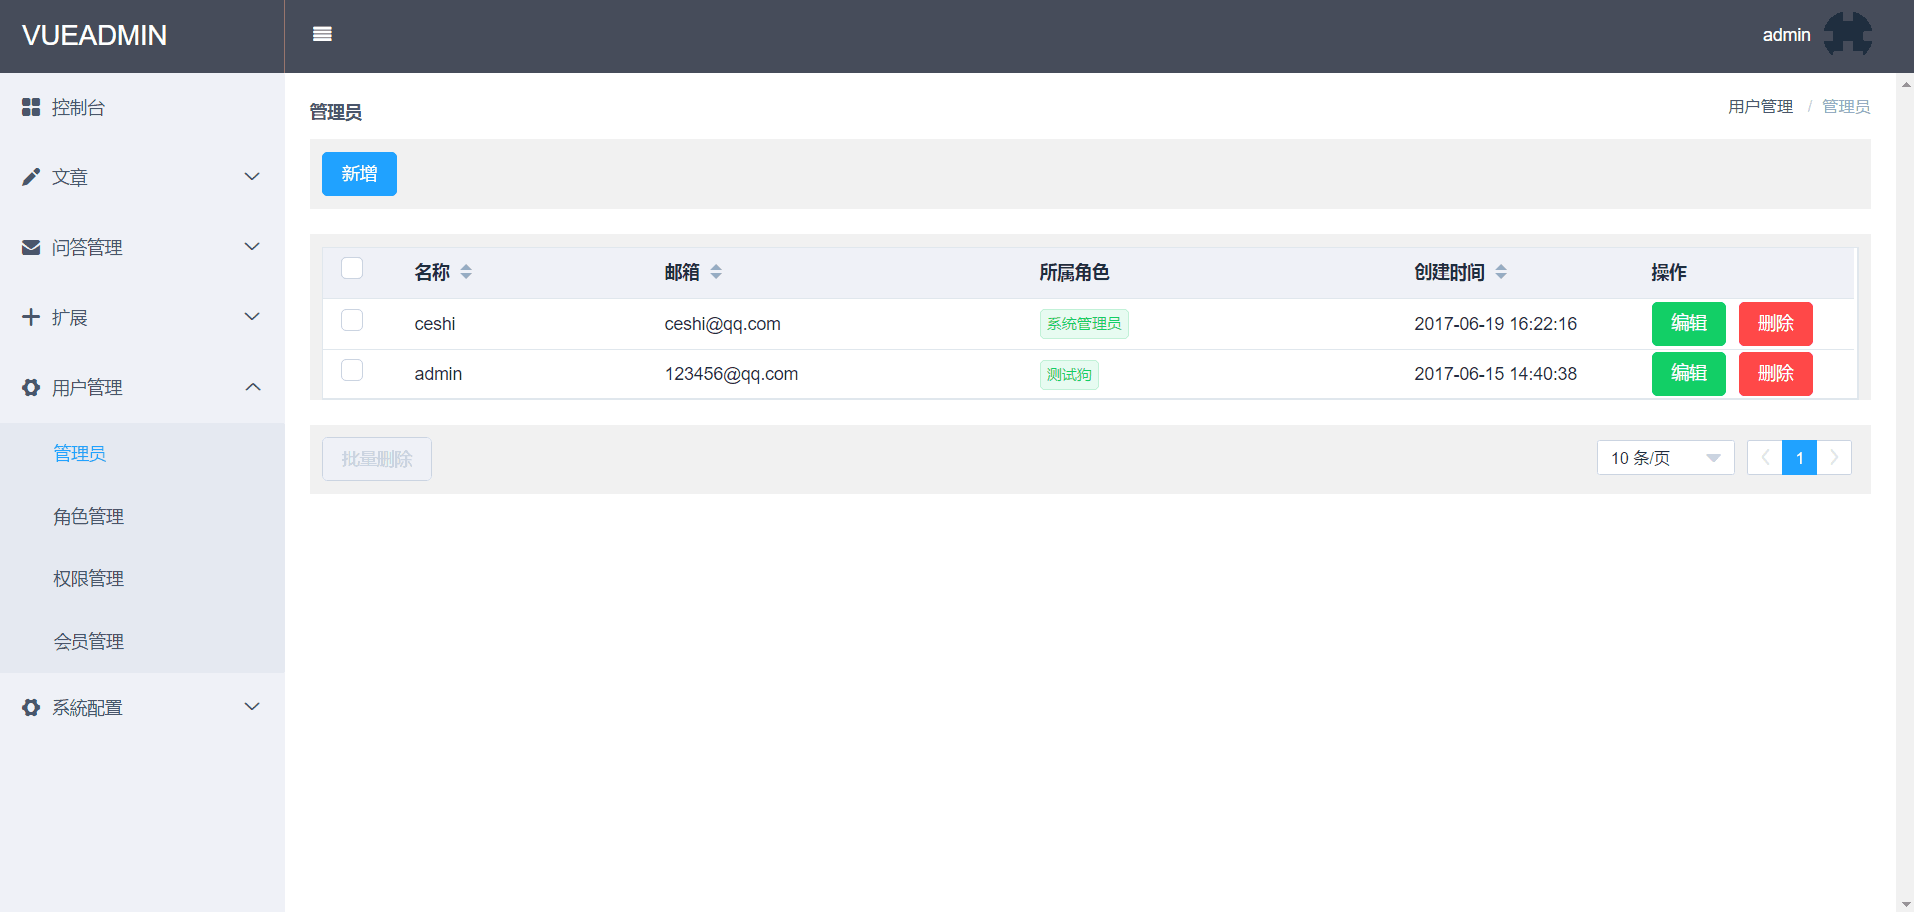 VUEADMIN
admin
控制台
文章
问答管理
扩展
用户管理
管理员
角色管理
权限管理
会员管理
系統配置
管理员
用户管理 / 管理员
新增
名称 邮箱 所属角色 创建时间 操作
ceshi ceshi@qq.com 系统管理员 2017-06-19 16:22:16 编辑 删除
admin 123456@qq.com 测试狗 2017-06-15 14:40:38 编辑 删除
批量删除 10 条/页 1